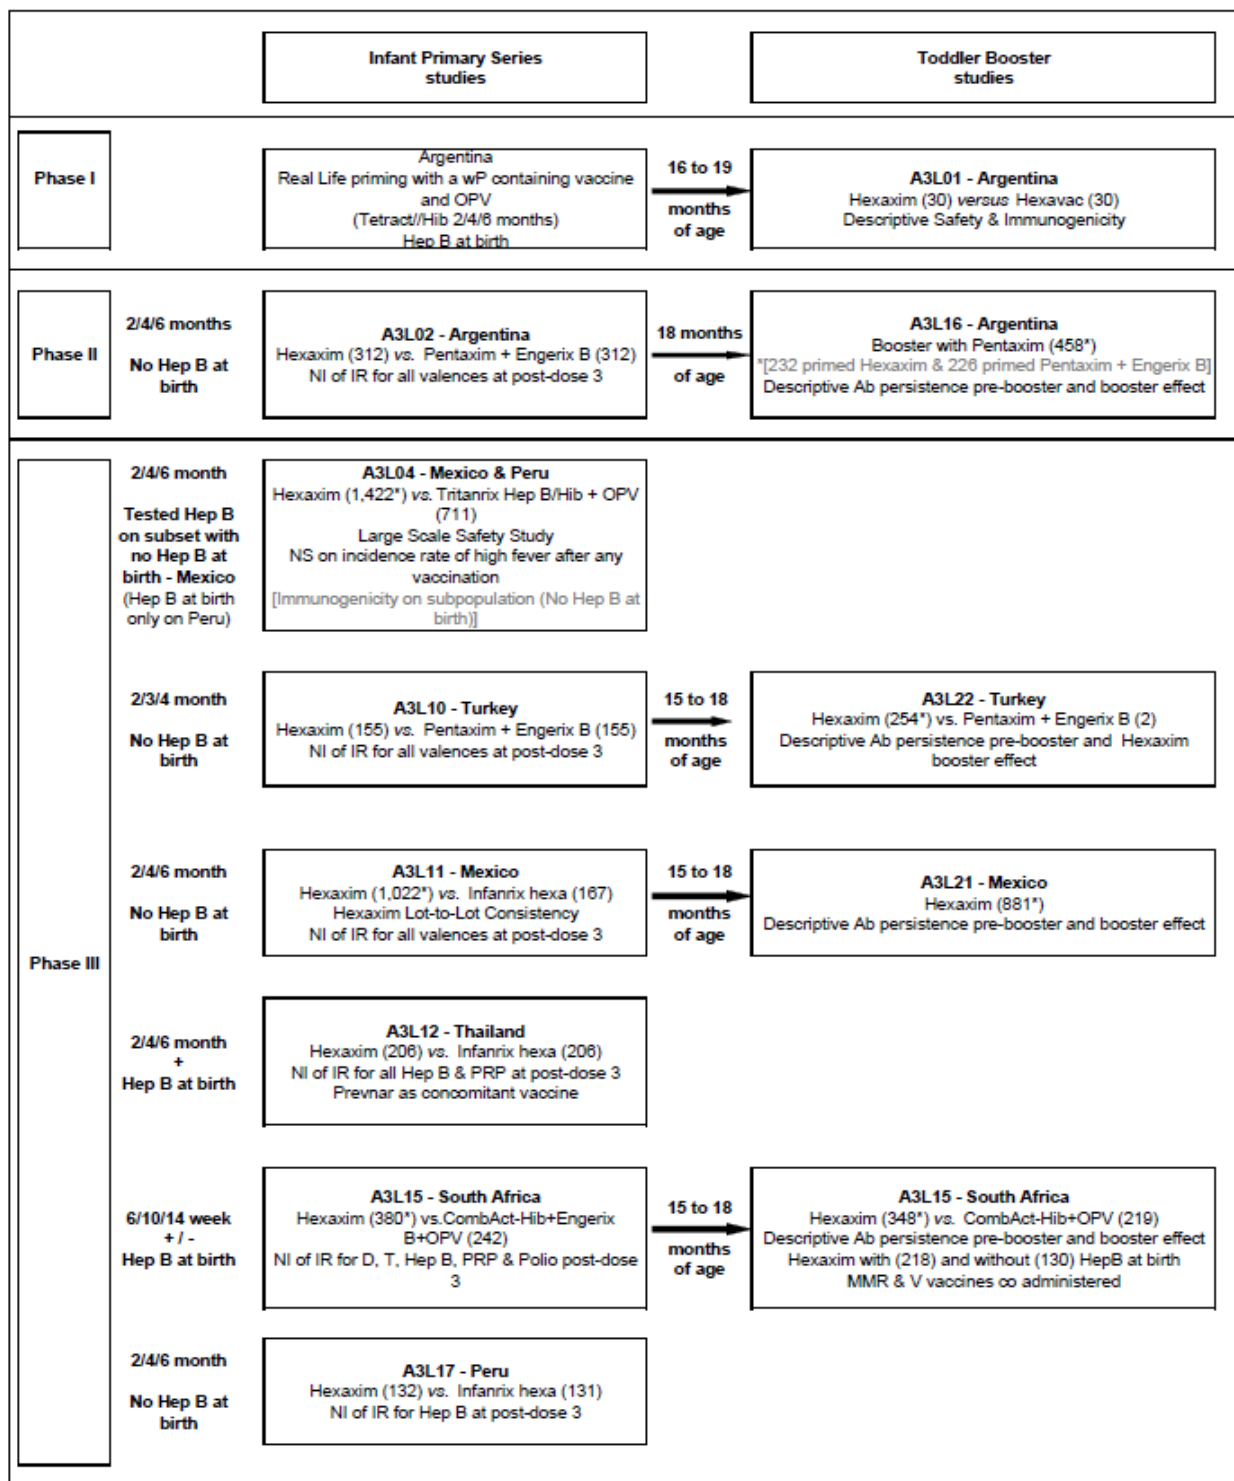 Infant Primary Series
studies
Toddler Booster
studies
Phase I
Argentina
Real Life priming with a wP containing vaccine
and OPV
(Tetract//Hib 2/4/6 months)
Hep B at birth
16 to 19
months
of age
A3L01 - Argentina
Hexaxim (30) versus Hexavac (30)
Descriptive Safety & Immunogenicity
Phase II
2/4/6 months
No Hep B at
birth
A3L02 - Argentina
Hexaxim (312) vs. Pentaxim + Engerix B (312)
NI of IR for all valences at post-dose 3
18 months
of age
A3L16 - Argentina
Booster with Pentaxim (458*)
*[232 primed Hexaxim & 226 primed Pentaxim + Engerix B]
Descriptive Ab persistence pre-booster and booster effect
Phase III
2/4/6 month
Tested Hep B
on subset with
no Hep B at
birth - Mexico
(Hep B at birth
only on Peru)
A3L04 - Mexico & Peru
Hexaxim (1,422*) vs. Tritanrix Hep B/Hib + OPV
(711)
Large Scale Safety Study
NS on incidence rate of high fever after any
vaccination
[Immunogenicity on subpopulation (No Hep B at
birth)]
2/3/4 month
No Hep B at
birth
A3L10 - Turkey
Hexaxim (155) vs. Pentaxim + Engerix B (155)
NI of IR for all valences at post-dose 3
15 to 18
months
of age
A3L22 - Turkey
Hexaxim (254*) vs. Pentaxim + Engerix B (2)
Descriptive Ab persistence pre-booster and Hexaxim
booster effect
2/4/6 month
No Hep B at
birth
A3L11 - Mexico
Hexaxim (1,022*) vs. Infanrix hexa (167)
Hexaxim Lot-to-Lot Consistency
NI of IR for all valences at post-dose 3
15 to 18
months
of age
A3L21 - Mexico
Hexaxim (881*)
Descriptive Ab persistence pre-booster and booster effect
2/4/6 month
+
Hep B at birth
A3L12 - Thailand
Hexaxim (206) vs. Infanrix hexa (206)
NI of IR for all Hep B & PRP at post-dose 3
Prevnar as concomitant vaccine
6/10/14 week
+ / -
Hep B at birth
A3L15 - South Africa
Hexaxim (380*) vs.CombAct-Hib+Engerix
B+OPV (242)
NI of IR for D, T, Hep B, PRP & Polio post-dose
3
15 to 18
months
of age
A3L15 - South Africa
Hexaxim (348*) vs. CombAct-Hib+OPV (219)
Descriptive Ab persistence pre-booster and booster effect
Hexaxim with (218) and without (130) HepB at birth
MMR & V vaccines co administered
2/4/6 month
No Hep B at
birth
A3L17 - Peru
Hexaxim (132) vs. Infanrix hexa (131)
NI of IR for Hep B at post-dose 3